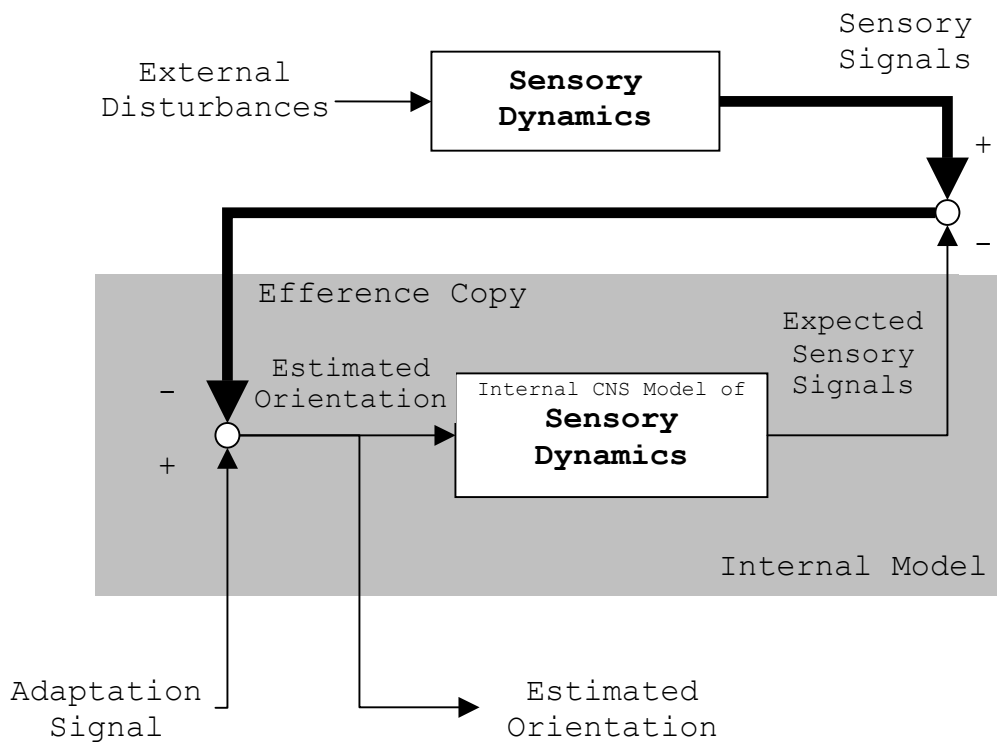 Sensory
Signals
External
Disturbances
Sensory
Dynamics
+
-
Efference Copy
Expected
Sensory
Signals
Estimated
Orientation
Internal CNS Model of
Sensory
Dynamics
-
+
Internal Model
Adaptation
Signal
Estimated
Orientation